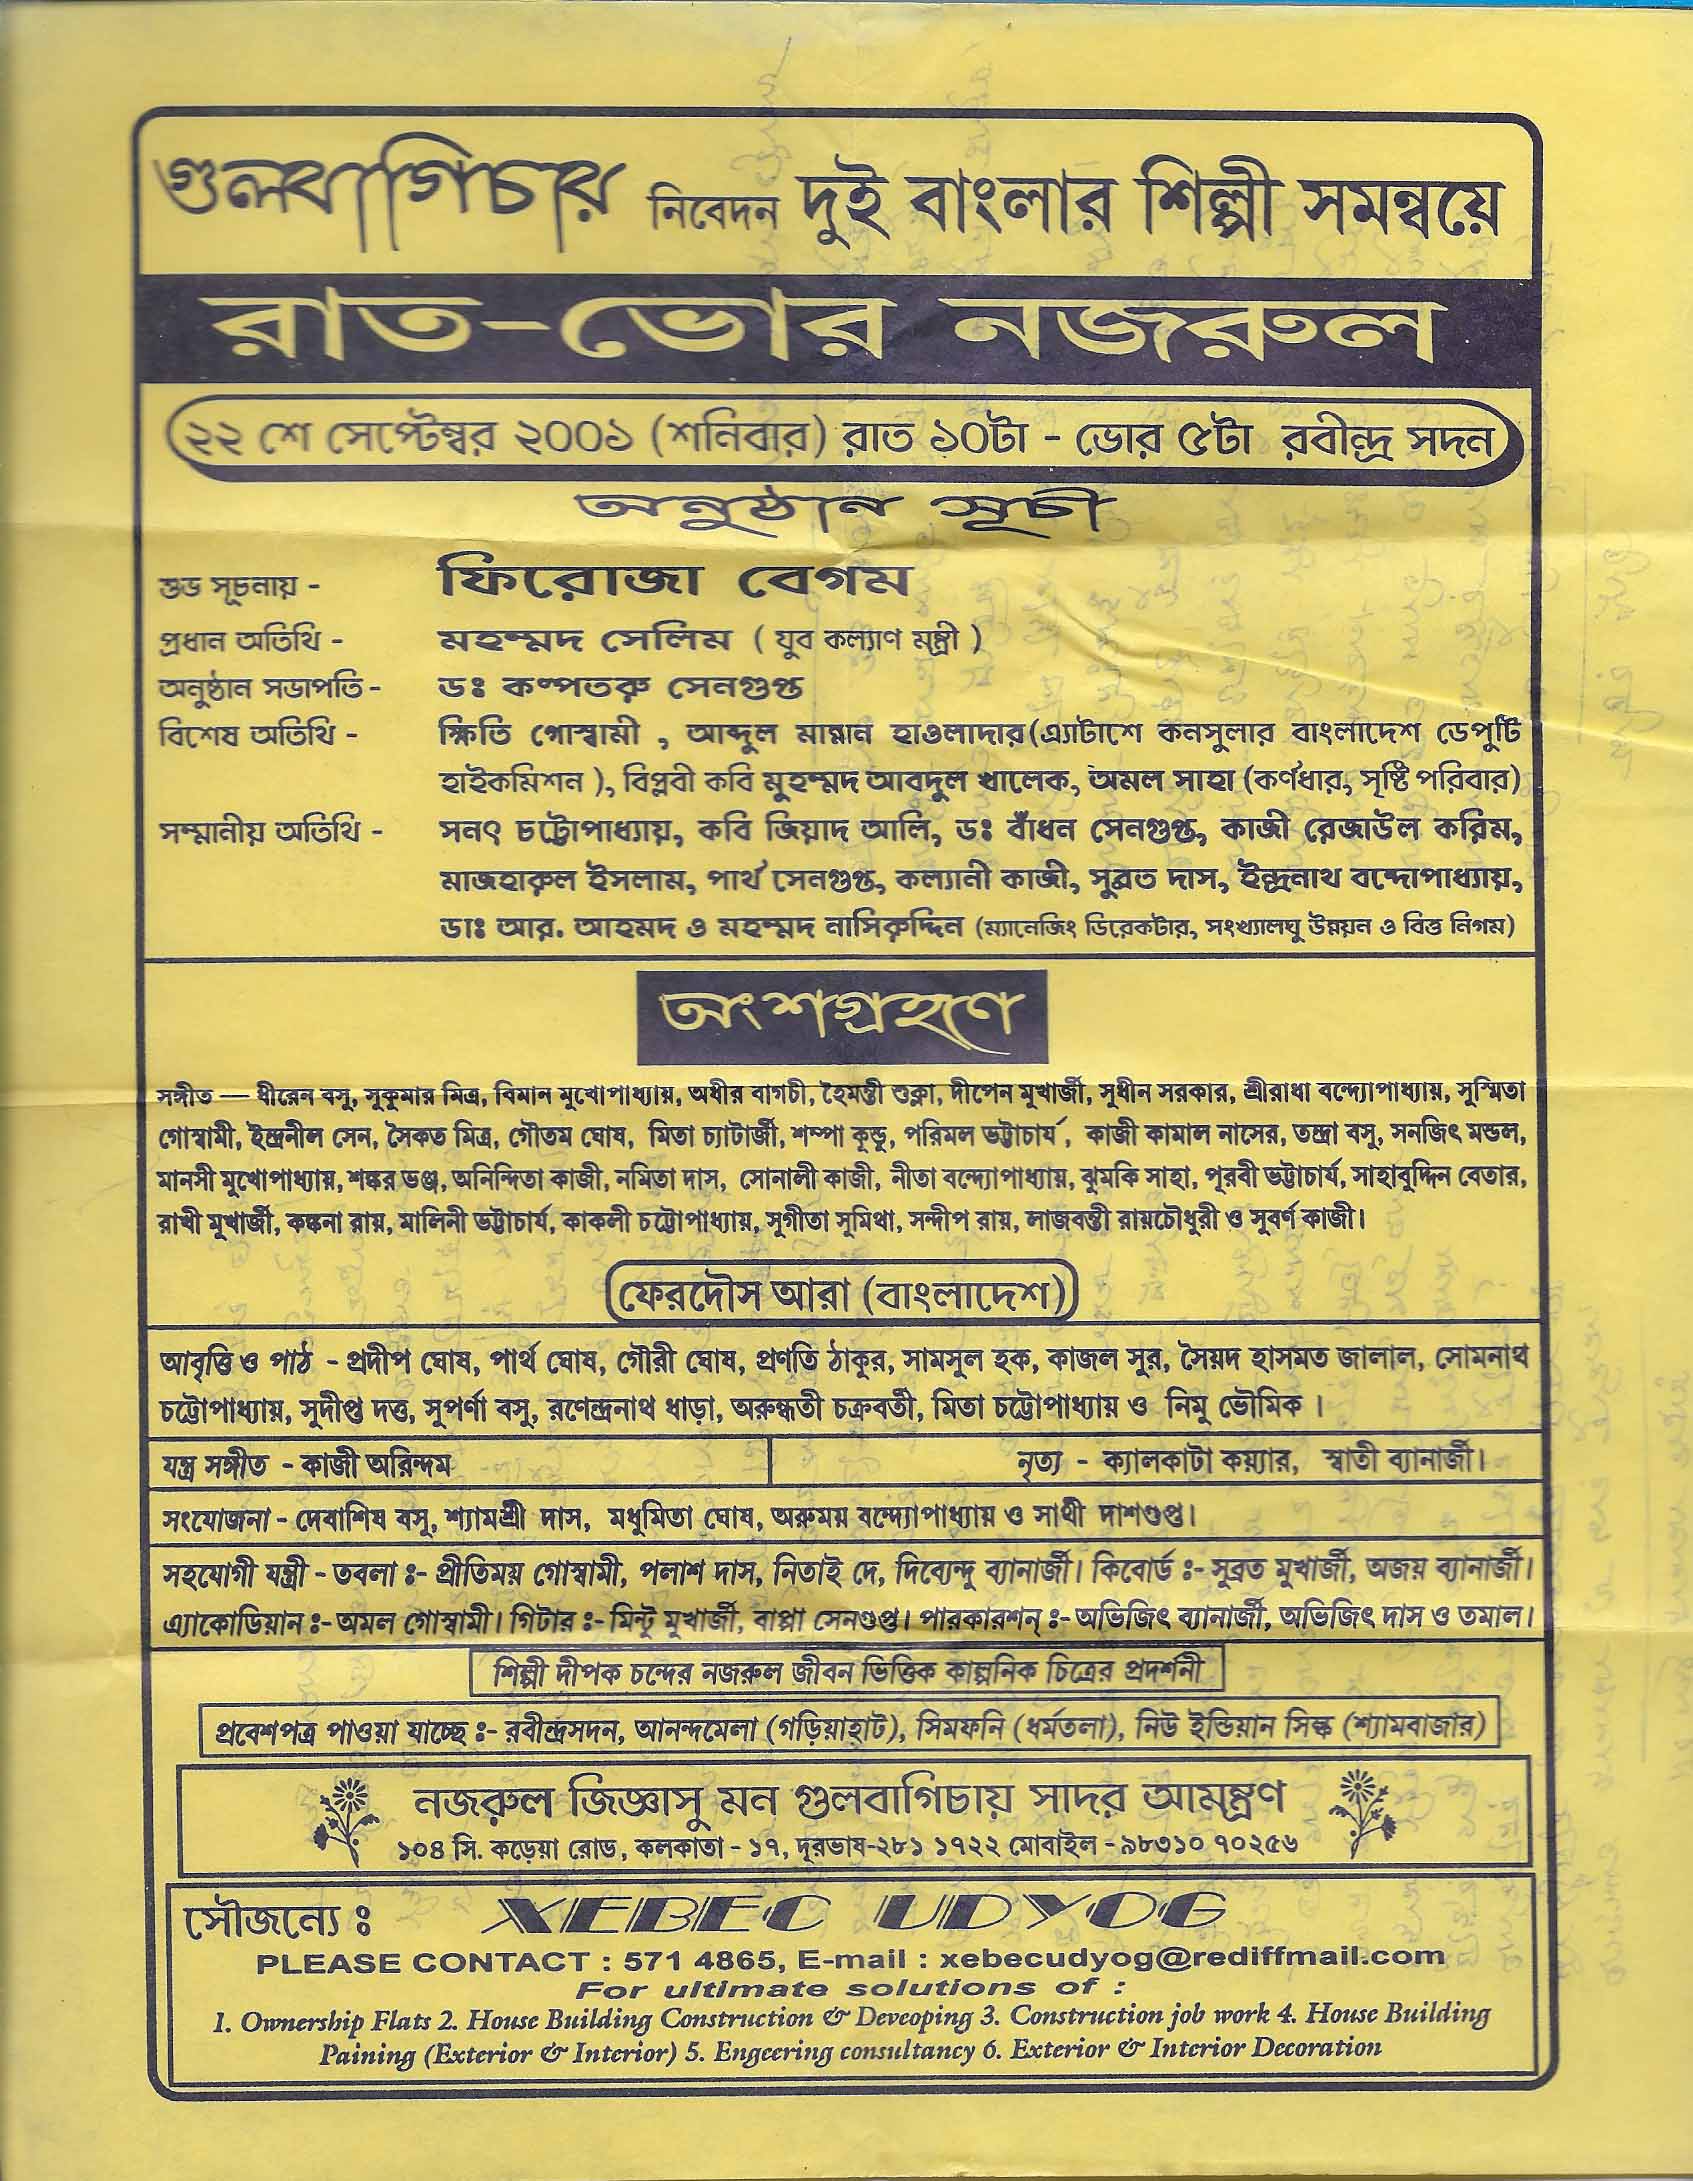 গুলবাগিচার নিবেদন দুই বাংলার শিল্পী সমন্বয়ে
রাত-ভোর নজরুল
২২ শে সেপ্টেম্বর ২০০১ (শনিবার) রাত ১০টা - ভোর ৫টা রবীন্দ্র সদন
অনুষ্ঠান সূচী
শুভ সূচনায় - ফিরোজা বেগম
প্রধান অতিথি - মহম্মদ সেলিম ( যুব কল্যাণ মন্ত্রী )
অনুষ্ঠান সভাপতি - ডঃ কল্পতরু সেনগুপ্ত
বিশেষ অতিথি - ক্ষিতি গোস্বামী , আব্দুল মান্নান হাওলাদার (এ্যাটাশে কনসুলার বাংলাদেশ ডেপুটি
হাইকমিশন ), বিপ্লবী কবি মুহম্মদ আবদুল খালেক, অমল সাহা (কর্ণধার, সৃষ্টি পরিবার)
সম্মানীয় অতিথি - সনৎ চট্টোপাধ্যায়, কবি জিয়াদ আলি, ডঃ বাঁধন সেনগুপ্ত, কাজী রেজাউল করিম,
মাজহারুল ইসলাম, পার্থ সেনগুপ্ত, কল্যানী কাজী, সুব্রত দাস, ইন্দ্রনাথ বন্দোপাধ্যায়,
ডাঃ আর. আহমদ ও মহম্মদ নাসিরুদ্দিন (ম্যানেজিং ডিরেকটার, সংখ্যালঘু উন্নয়ন ও বিত্ত নিগম)
অংশগ্রহণে
সঙ্গীত — ধীরেন বসু, সুকুমার মিত্র, বিমান মুখোপাধ্যায়, অধীর বাগচী, হৈমন্তী শুক্লা, দীপেন মুখার্জী, সুধীন সরকার, শ্রীরাধা বন্দ্যোপাধ্যায়, সুস্মিতা
গোস্বামী, ইন্দ্রনীল সেন, সৈকত মিত্র, গৌতম ঘোষ, মিতা চ্যাটার্জী, শম্পা কুন্ডু, পরিমল ভট্টাচার্য, কাজী কামাল নাসের, তন্দ্রা বসু, সনজিৎ মন্ডল,
মানসী মুখোপাধ্যায়, শঙ্কর ভঞ্জ, অনিন্দিতা কাজী, নমিতা দাস, সোনালী কাজী, নীতা বন্দ্যোপাধ্যায়, ঝুমকি সাহা, পূরবী ভট্টাচার্য, সাহাবুদ্দিন বেতার,
রাখী মুখার্জী, কঙ্কনা রায়, মালিনী ভট্টাচার্য, কাকলী চট্টোপাধ্যায়, সুগীতা সুমিথা, সন্দীপ রায়, লাজবন্তী রায়চৌধুরী ও সুবর্ণ কাজী।
ফেরদৌস আরা (বাংলাদেশ)
আবৃত্তি ও পাঠ - প্রদীপ ঘোষ, পার্থ ঘোষ, গৌরী ঘোষ, প্রণতি ঠাকুর, সামসুল হক, কাজল সুর, সৈয়দ হাসমত জালাল, সোমনাথ
চট্টোপাধ্যায়, সুদীপ্ত দত্ত, সুপর্ণা বসু, রণেন্দ্রনাথ ধাড়া, অরুন্ধতী চক্রবর্তী, মিতা চট্টোপাধ্যায় ও নিমু ভৌমিক ।
যন্ত্র সঙ্গীত - কাজী অরিন্দম
নৃত্য - ক্যালকাটা কয়্যার, স্বাতী ব্যানার্জী।
সংযোজনা - দেবাশিষ বসু, শ্যামশ্রী দাস, মধুমিতা ঘোষ, অরুময় বন্দ্যোপাধ্যায় ও সাথী দাশগুপ্ত।
সহযোগী যন্ত্রী - তবলা ঃ- প্রীতিময় গোস্বামী, পলাশ দাস, নিতাই দে, দিব্যেন্দু ব্যানার্জী। কিবোর্ড ঃ- সুব্রত মুখার্জী, অজয় ব্যানার্জী।
এ্যাকোডিয়ান ঃ- অমল গোস্বামী। গিটার ঃ- মিন্টু মুখার্জী, বাপ্পা সেনগুপ্ত। পারকারশন্ ঃ- অভিজিৎ ব্যানার্জী, অভিজিৎ দাস ও তমাল।
শিল্পী দীপক চন্দের নজরুল জীবন ভিত্তিক কাল্পনিক চিত্রের প্রদর্শনী
প্রবেশপত্র পাওয়া যাচ্ছে ঃ- রবীন্দ্রসদন, আনন্দমেলা (গড়িয়াহাট), সিমফনি (ধর্মতলা), নিউ ইন্ডিয়ান সিল্ক (শ্যামবাজার)
নজরুল জিজ্ঞাসু মন গুলবাগিচায় সাদর আমন্ত্রণ
১০৪ সি. কড়েয়া রোড, কলকাতা - ১৭, দূরভাষ-২৮১ ১৭২২ মোবাইল - ৯৮৩১০ ৭০২৫৬
সৌজন্যে ঃ XEBEC UDYOG
PLEASE CONTACT : 571 4865, E-mail : xebecudyog@rediffmail.com
For ultimate solutions of :
1. Ownership Flats 2. House Building Construction & Deveoping 3. Construction job work 4. House Building
Paining (Exterior & Interior) 5. Engeering consultancy 6. Exterior & Interior Decoration